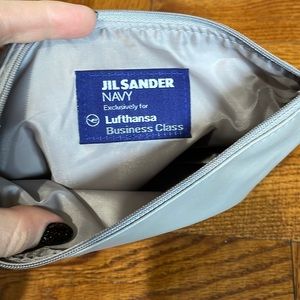 JIL SANDER
NAVY
Exclusively for
Lufthansa
Business Class